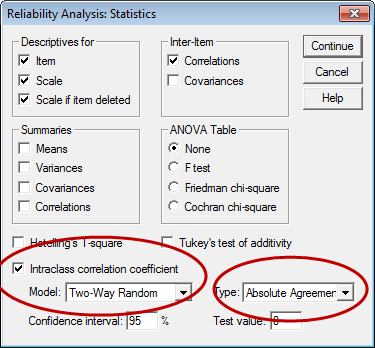 Reliability Analysis: Statistics
Descriptives for
Item
Scale
Scale if item deleted
Inter-Item
Correlations
Covariances
Continue
Cancel
Help
Summaries
Means
Variances
Covariances
Correlations
ANOVA Table
None
F test
Friedman chi-square
Cochran chi-square
Hotelling's T-square
Tukey's test of additivity
Intraclass correlation coefficient
Model: Two-Way Random
Type: Absolute Agreemen
Confidence interval: 95 %
Test value: 0